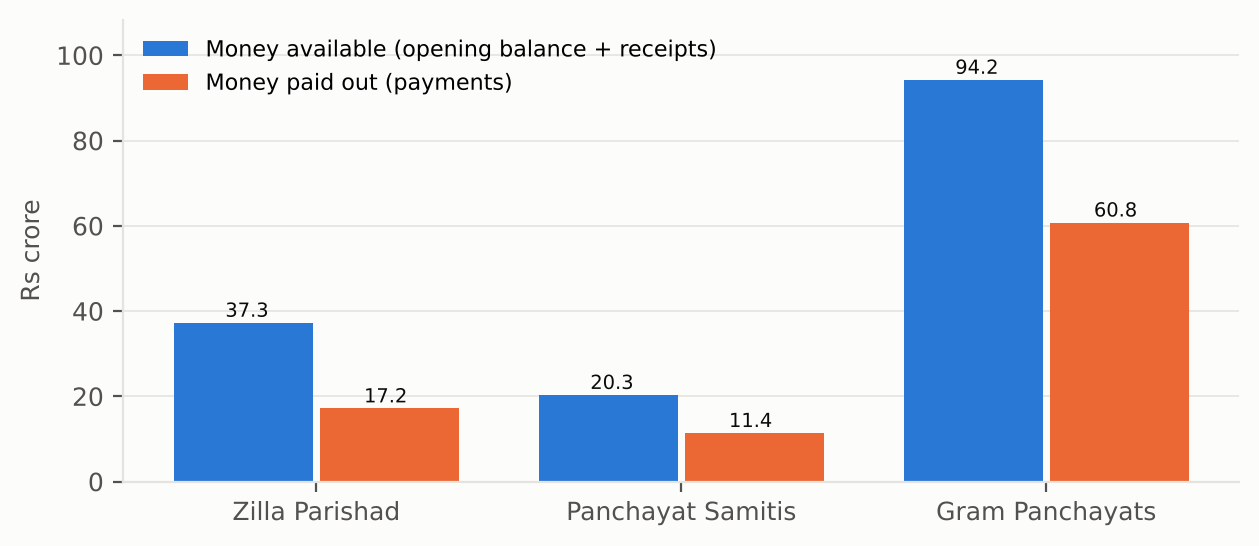 Money available (opening balance + receipts)
Money paid out (payments)
Rs crore
100
80
60
40
20
0
37.3
17.2
20.3
11.4
94.2
60.8
Zilla Parishad
Panchayat Samitis
Gram Panchayats